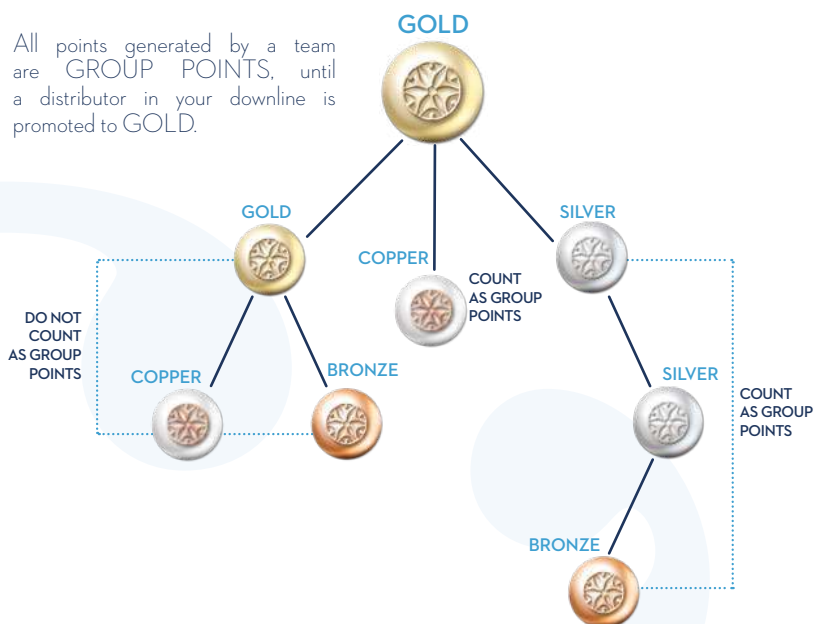 GOLD
All points generated by a team
are GROUP POINTS, until
a distributor in your downline is
promoted to GOLD.
GOLD
SILVER
COPPER
COUNT
AS GROUP
POINTS
DO NOT
COUNT
AS GROUP
POINTS
COPPER
BRONZE
SILVER
COUNT
AS GROUP
POINTS
BRONZE